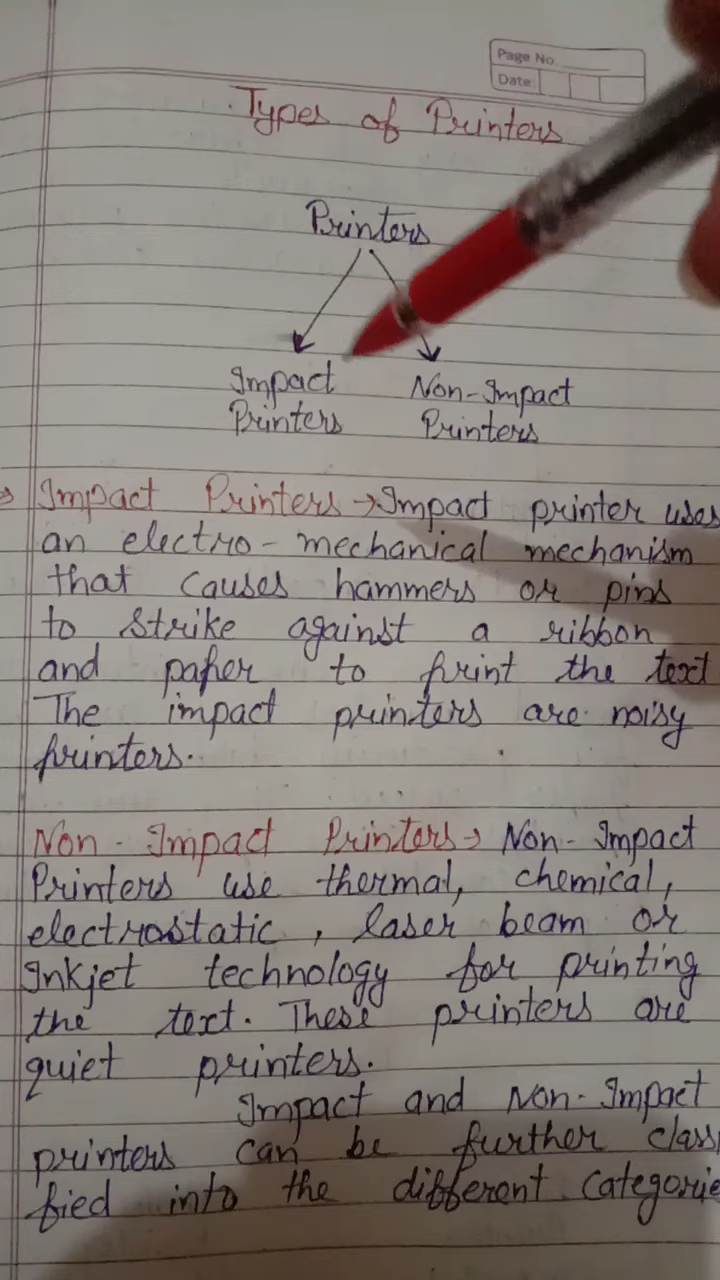 Page No.
Date:
Types of Printers
Printers
Impact Non-Impact
Printers Printers
Impact Printers → Impact printer uses
an electro-mechanical mechanism
that causes hammers or pins
to strike against a ribbon
and paper to print the text
The impact printers are noisy
printers.
Non-Impact Printers → Non-Impact
Printers use thermal, chemical,
electrostatic, laser beam or
Inkjet technology for printing
the text. These printers are
quiet printers.
Impact and Non-Impact
printers can be further classi
fied into the different categorie